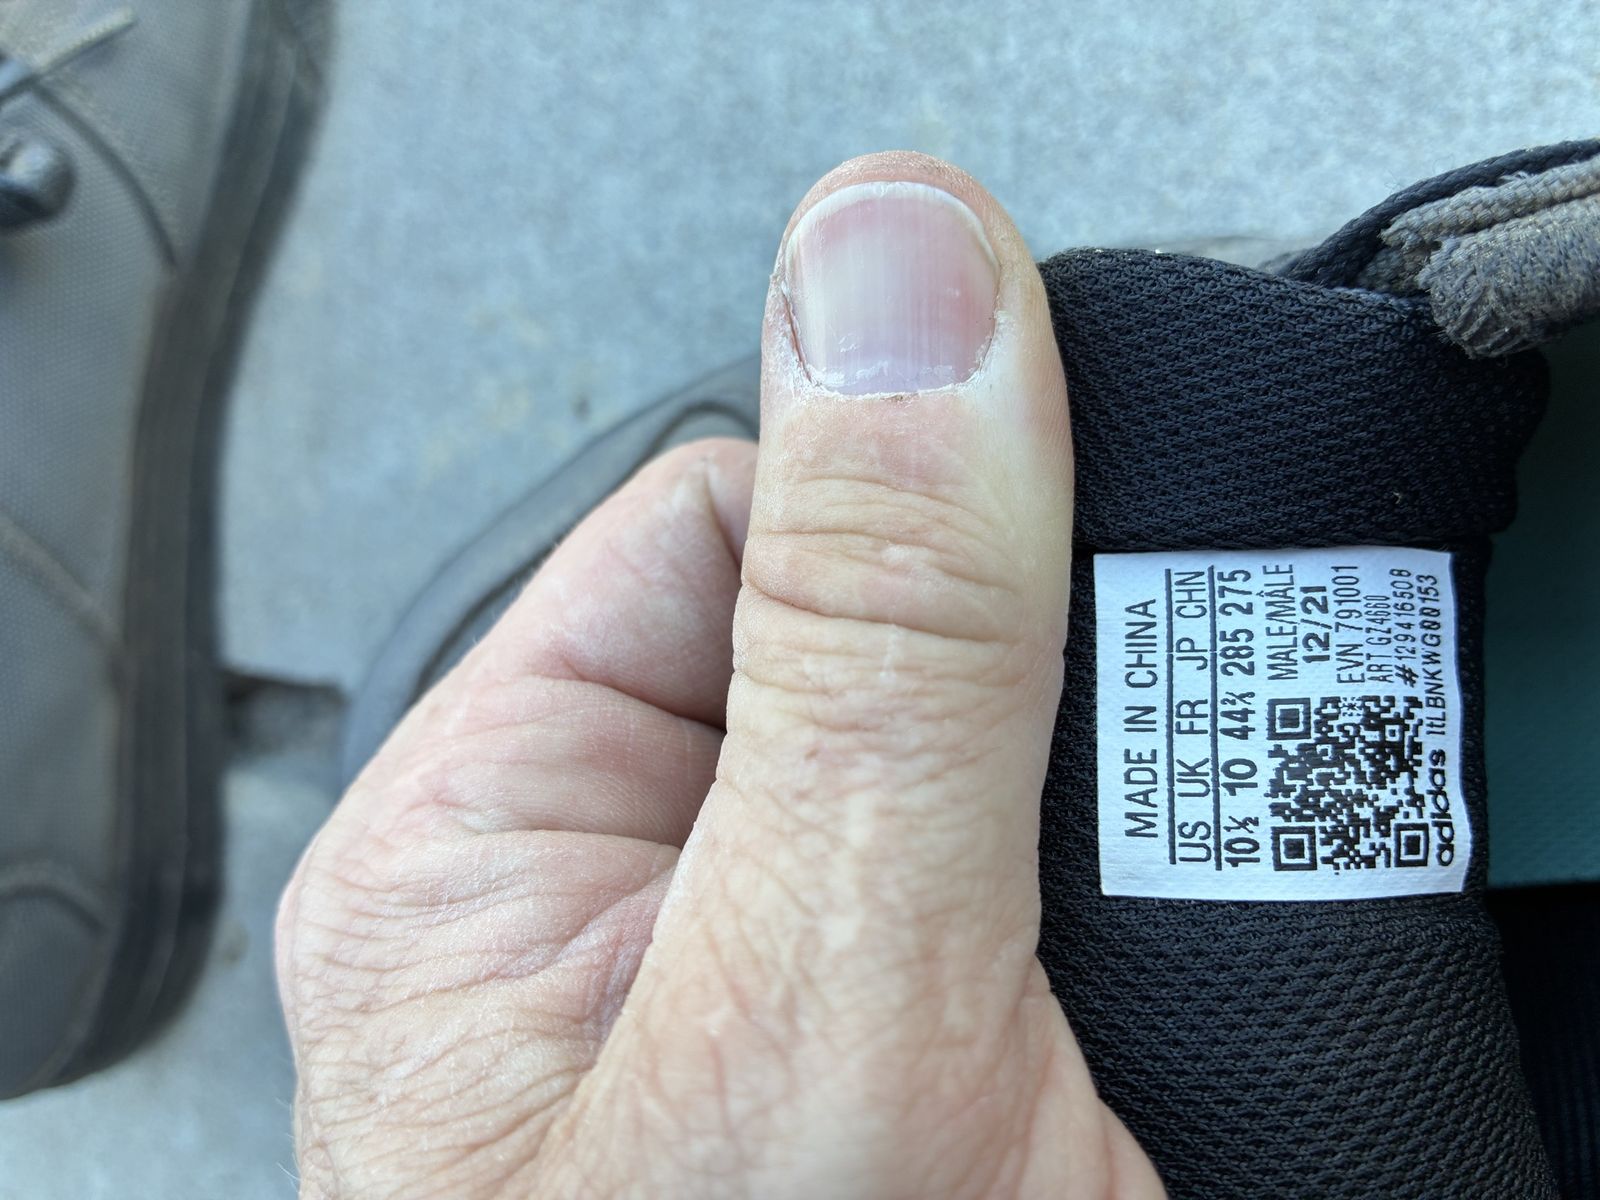 MADE IN CHINA
US UK FR JP CHN
10½ 10 44⅔ 285 275
MALE/MÂLE
12/21
EVN 791001
ART GZ4660
#129416508
adidas ItLBNKWG00153